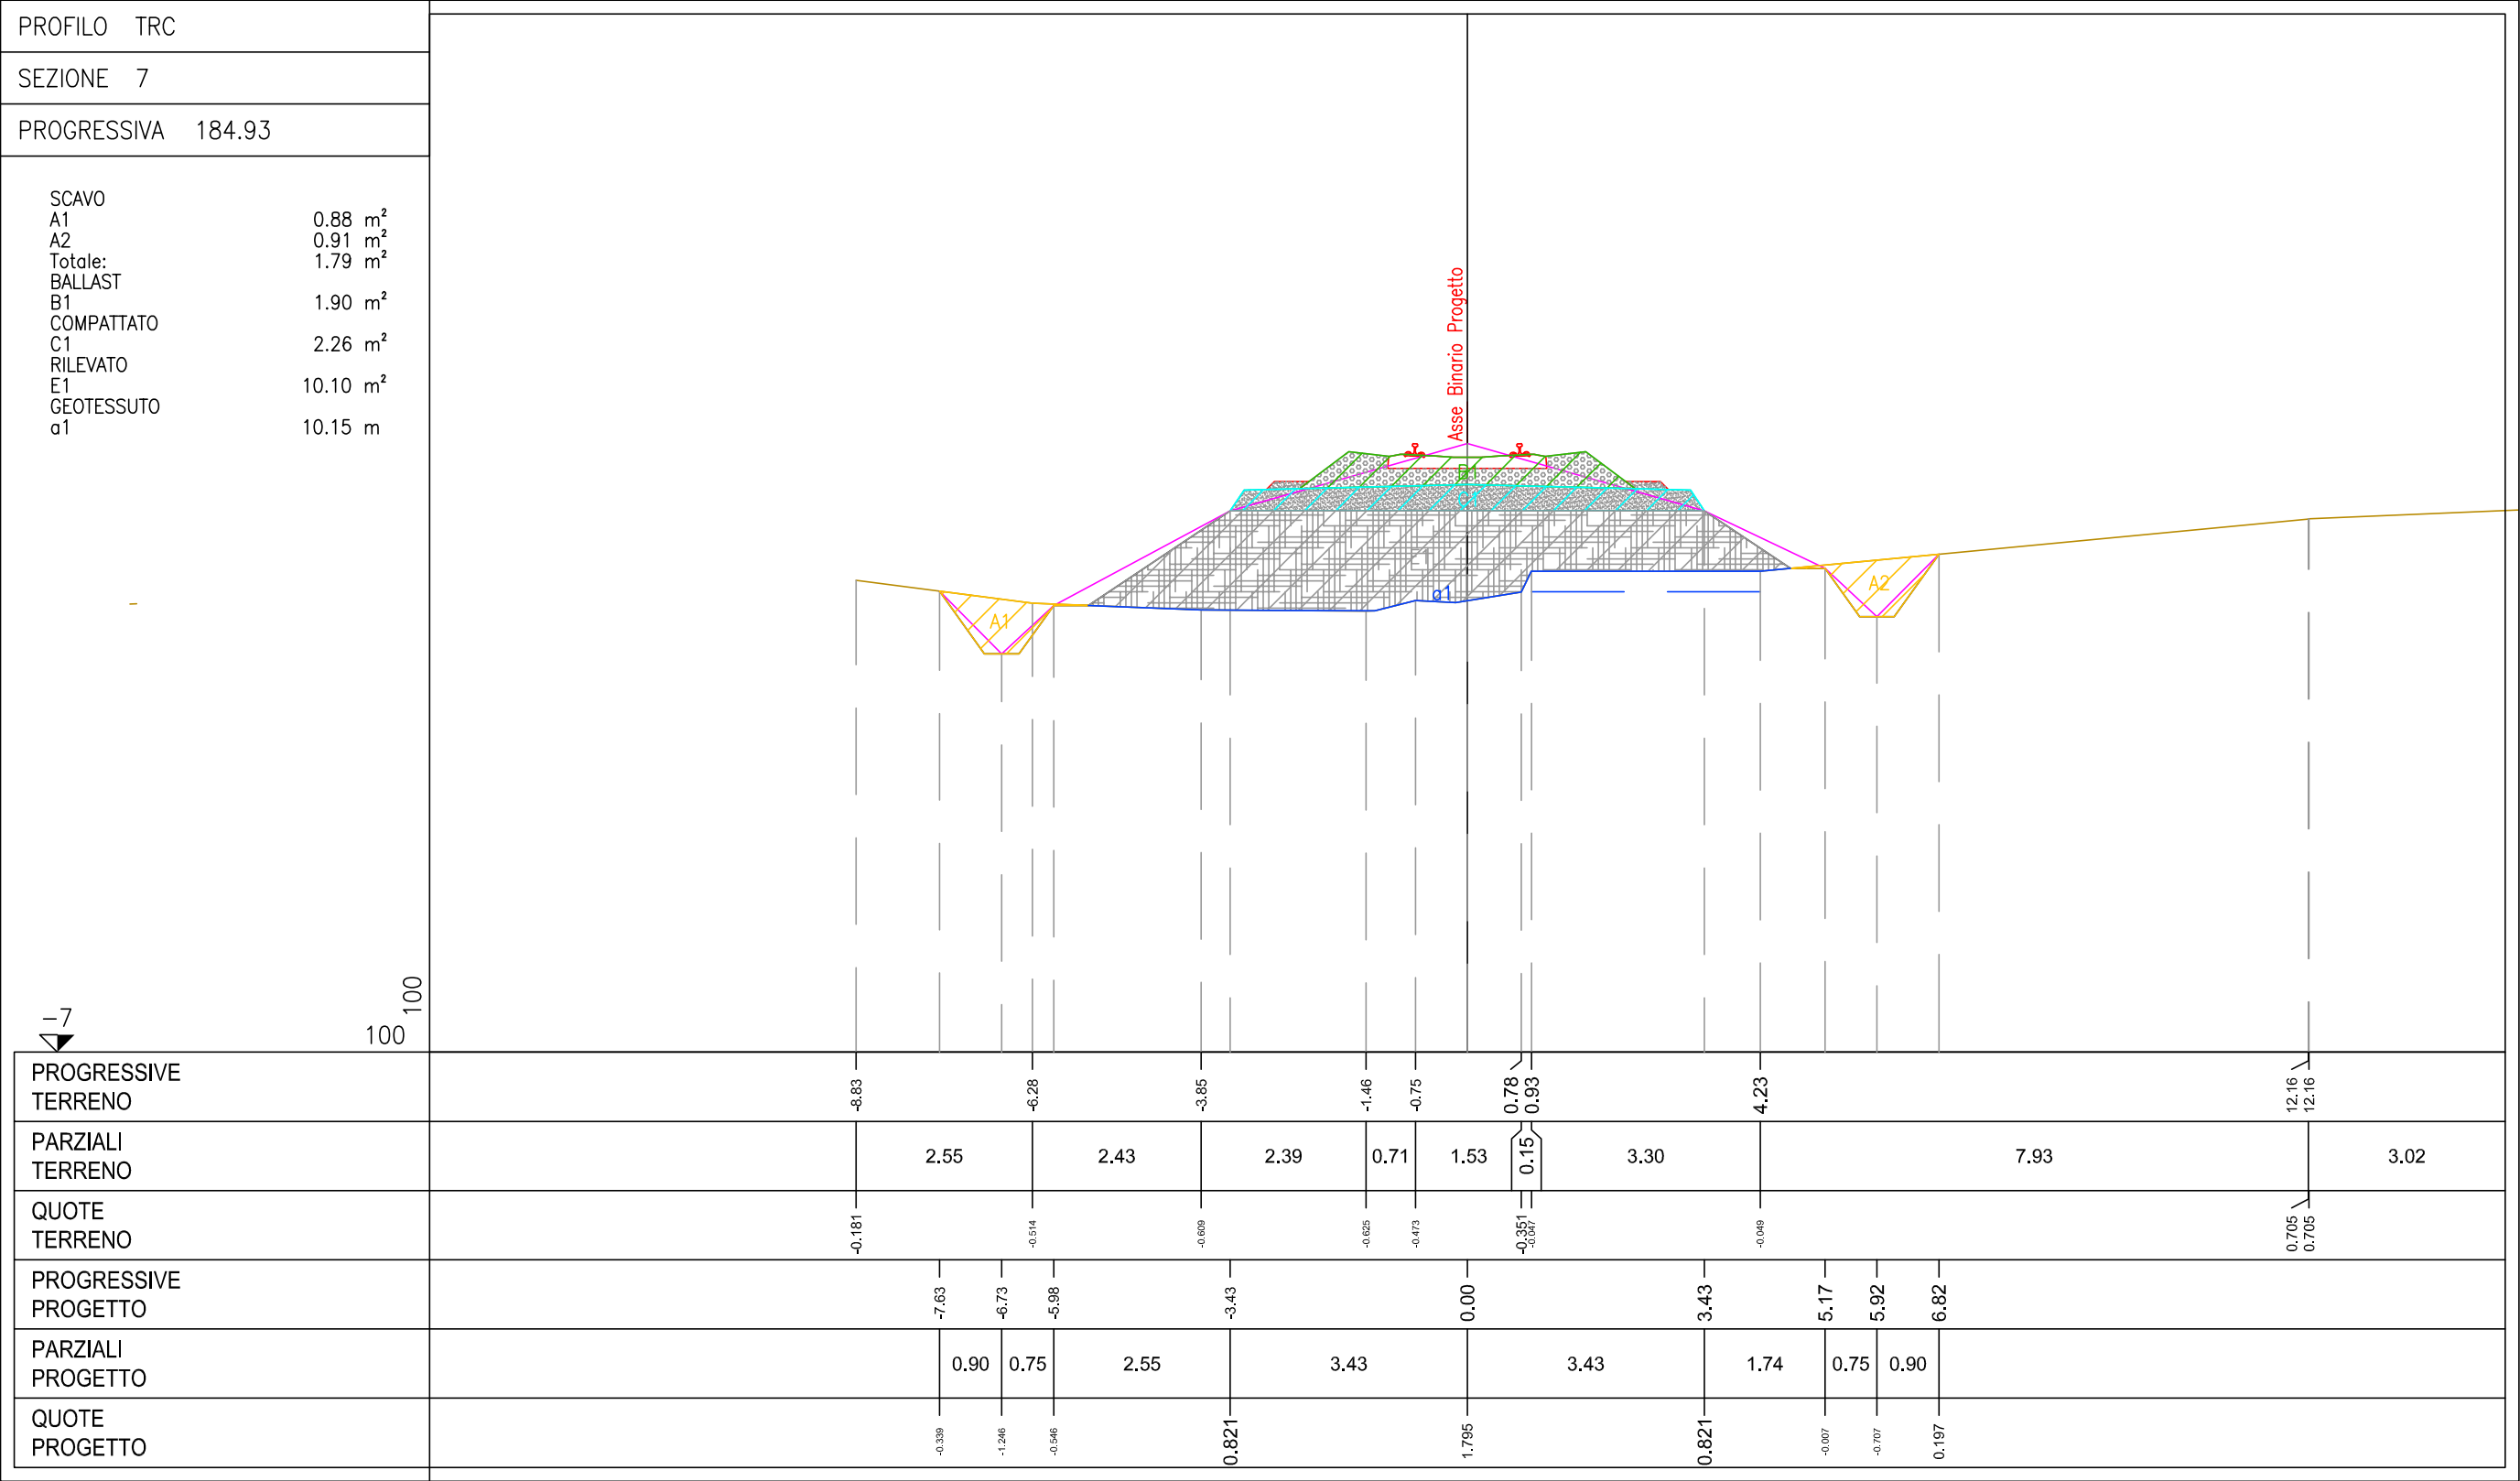 PROFILO TRC
SEZIONE 7
PROGRESSIVA 184.93
SCAVO
A1 0.88 m²
A2 0.91 m²
Totale: 1.79 m²
BALLAST
B1 1.90 m²
COMPATTATO
C1 2.26 m²
RILEVATO
E1 10.10 m²
GEOTESSUTO
a1 10.15 m
Asse Binario Progetto
B1
C1
E1
a1
A1
A2
-7
100
100
PROGRESSIVE
TERRENO
-8.83 -6.28 -3.85 -1.46 -0.75 0.78 0.93 4.23 12.16 12.16
PARZIALI
TERRENO
2.55 2.43 2.39 0.71 1.53 0.15 3.30 7.93 3.02
QUOTE
TERRENO
-0.181 -0.514 -0.609 -0.625 -0.473 -0.351 -0.047 -0.049 0.705 0.705
PROGRESSIVE
PROGETTO
-7.63 -6.73 -5.98 -3.43 0.00 3.43 5.17 5.92 6.82
PARZIALI
PROGETTO
0.90 0.75 2.55 3.43 3.43 1.74 0.75 0.90
QUOTE
PROGETTO
-0.339 -1.246 -0.546 0.821 1.795 0.821 -0.007 -0.707 0.197